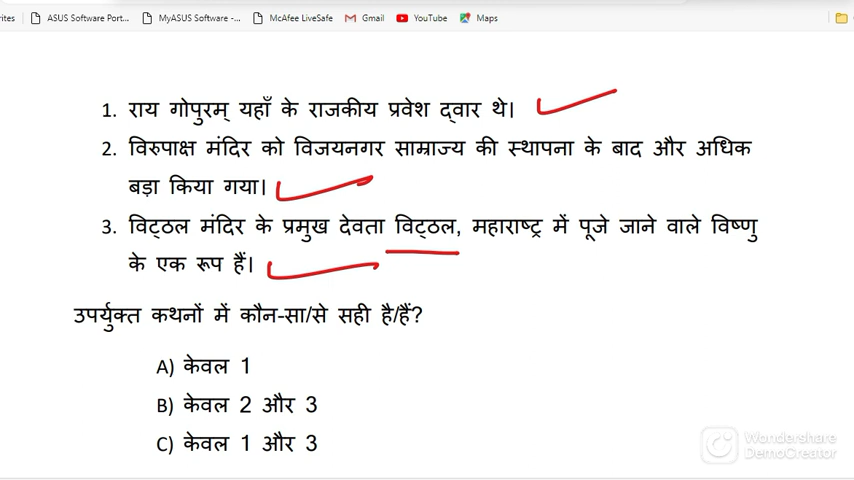 rites ASUS Software Port... MyASUS Software -... McAfee LiveSafe Gmail YouTube Maps
1. राय गोपुरम् यहाँ के राजकीय प्रवेश द्वार थे।
2. विरुपाक्ष मंदिर को विजयनगर साम्राज्य की स्थापना के बाद और अधिक
बड़ा किया गया।
3. विट्ठल मंदिर के प्रमुख देवता विट्ठल, महाराष्ट्र में पूजे जाने वाले विष्णु
के एक रूप हैं।
उपर्युक्त कथनों में कौन-सा/से सही है/हैं?
A) केवल 1
B) केवल 2 और 3
C) केवल 1 और 3
Wondershare
DemoCreator